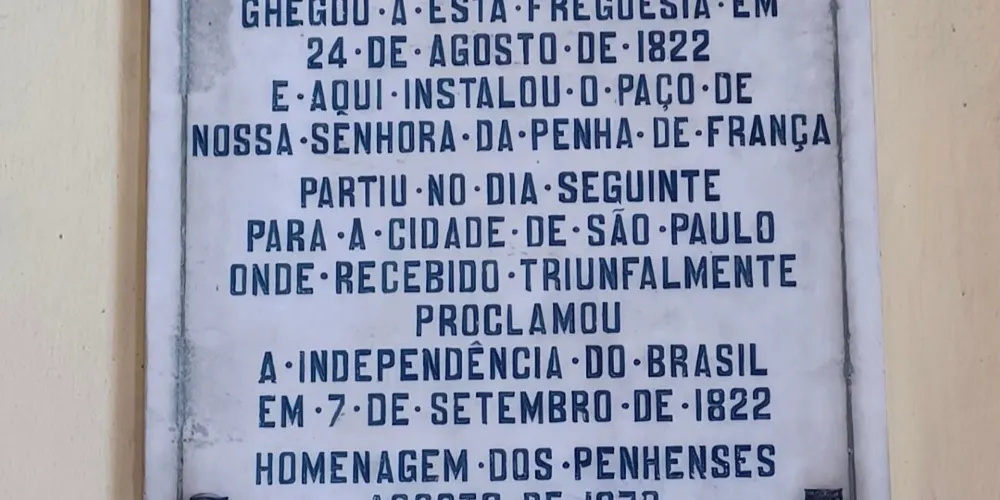 CHEGOU·A·ESTA·FREGUESIA·EM
24·DE·AGOSTO·DE·1822
E·AQUI·INSTALOU·O·PAÇO·DE
NOSSA·SENHORA·DA·PENHA·DE·FRANÇA
PARTIU·NO·DIA·SEGUINTE
PARA·A·CIDADE·DE·SÃO·PAULO
ONDE·RECEBIDO·TRIUNFALMENTE
PROCLAMOU
A·INDEPENDÊNCIA·DO·BRASIL
EM·7·DE·SETEMBRO·DE·1822
HOMENAGEM·DOS·PENHENSES
AGOSTO·DE